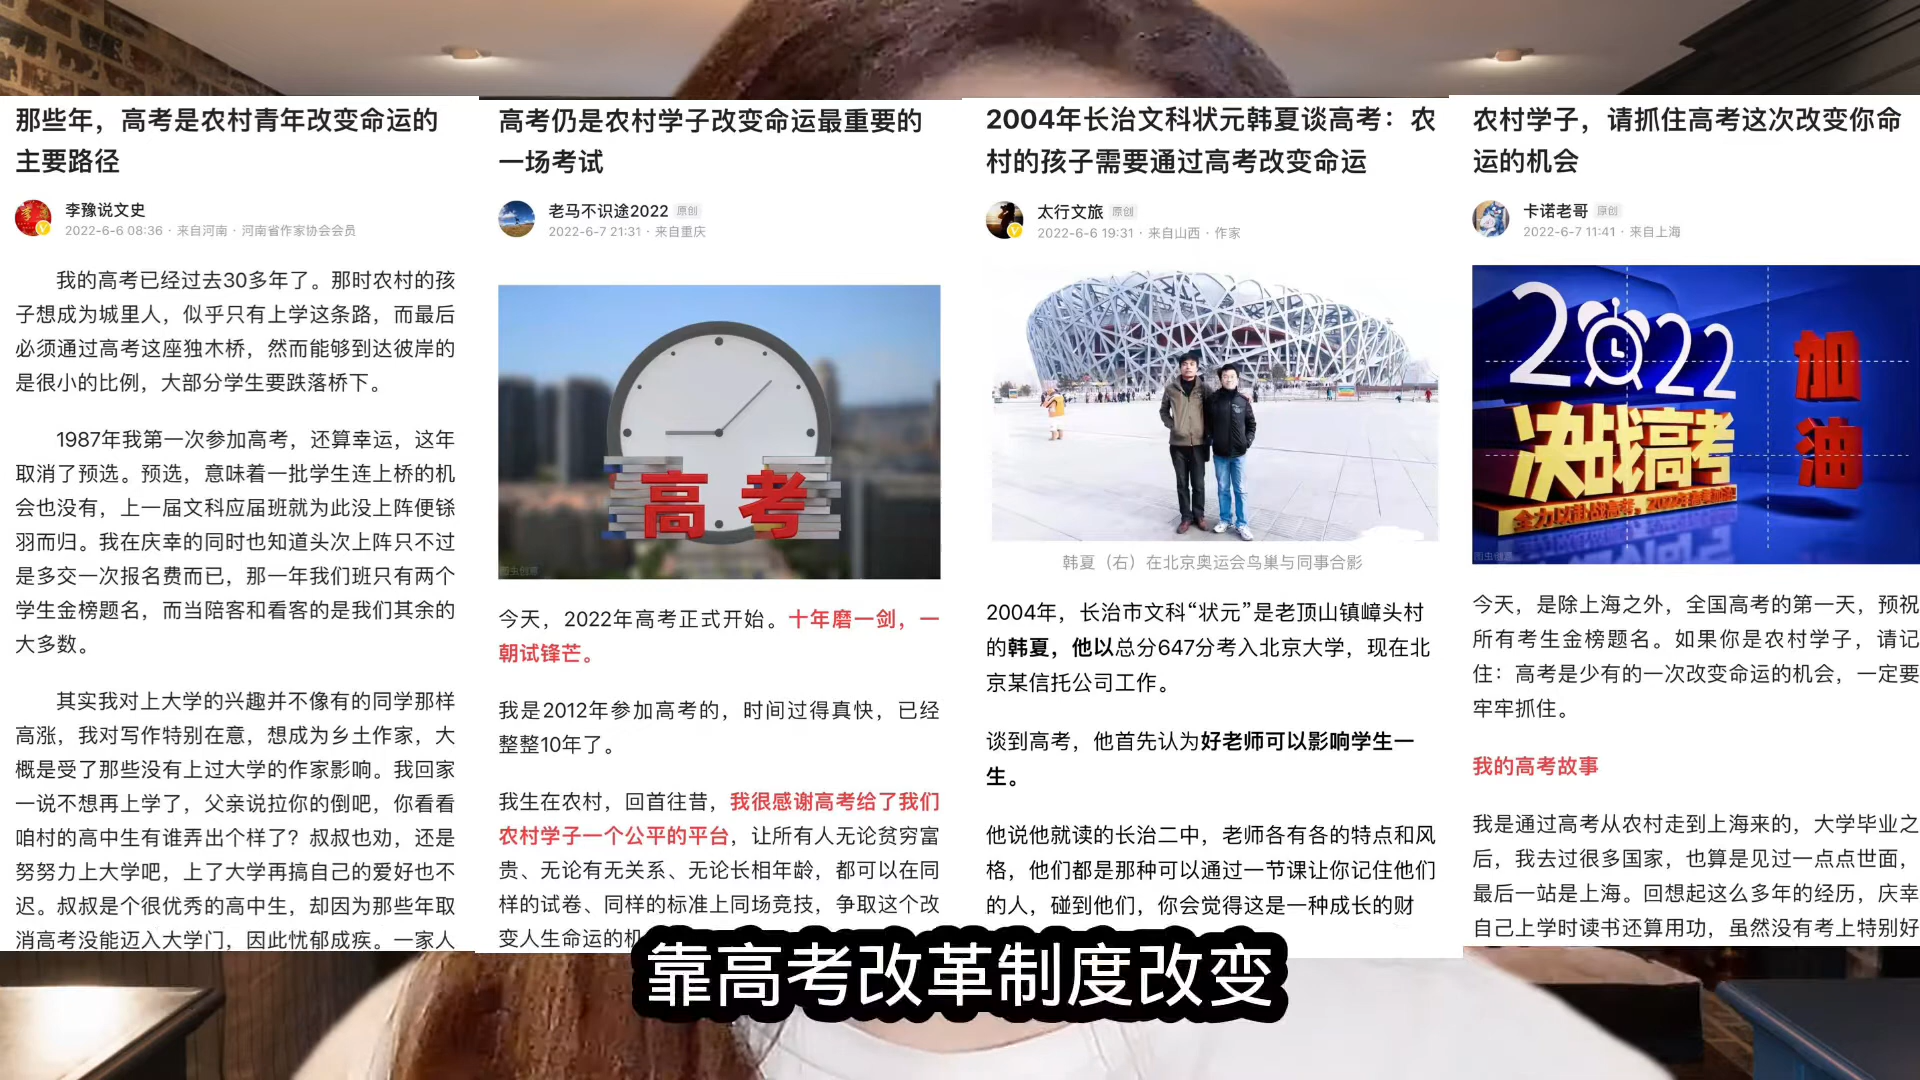 那些年，高考是农村青年改变命运的
主要路径
李豫说文史
2022-6-6 08:36 · 来自河南 · 河南省作家协会会员
我的高考已经过去30多年了。那时农村的孩
子想成为城里人，似乎只有上学这条路，而最后
必须通过高考这座独木桥，然而能够到达彼岸的
是很小的比例，大部分学生要跌落桥下。
1987年我第一次参加高考，还算幸运，这年
取消了预选。预选，意味着一批学生连上桥的机
会也没有，上一届文科应届班就为此没上阵便铩
羽而归。我在庆幸的同时也知道头次上阵只不过
是多交一次报名费而已，那一年我们班只有两个
学生金榜题名，而当陪客和看客的是我们其余的
大多数。
其实我对上大学的兴趣并不像有的同学那样
高涨，我对写作特别在意，想成为乡土作家，大
概是受了那些没有上过大学的作家影响。我回家
一说不想再上学了，父亲说拉你的倒吧，你看看
咱村的高中生有谁弄出个样了？叔叔也劝，还是
努努力上大学吧，上了大学再搞自己的爱好也不
迟。叔叔是个很优秀的高中生，却因为那些年取
消高考没能迈入大学门，因此忧郁成疾。一家人
高考仍是农村学子改变命运最重要的
一场考试
老马不识途2022 原创
2022-6-7 21:31 · 来自重庆
高考
图虫创意
今天，2022年高考正式开始。十年磨一剑，一
朝试锋芒。
我是2012年参加高考的，时间过得真快，已经
整整10年了。
我生在农村，回首往昔，我很感谢高考给了我们
农村学子一个公平的平台，让所有人无论贫穷富
贵、无论有无关系、无论长相年龄，都可以在同
样的试卷、同样的标准上同场竞技，争取这个改
变人生命运的机
2004年长治文科状元韩夏谈高考：农
村的孩子需要通过高考改变命运
太行文旅 原创
2022-6-6 19:31 · 来自山西 · 作家
韩夏（右）在北京奥运会鸟巢与同事合影
2004年，长治市文科“状元”是老顶山镇嶂头村
的韩夏，他以总分647分考入北京大学，现在北
京某信托公司工作。
谈到高考，他首先认为好老师可以影响学生一
生。
他说他就读的长治二中，老师各有各的特点和风
格，他们都是那种可以通过一节课让你记住他们
的人，碰到他们，你会觉得这是一种成长的财
农村学子，请抓住高考这次改变你命
运的机会
卡诺老哥 原创
2022-6-7 11:41 · 来自上海
2022
决战高考
加油
图虫创意
今天，是除上海之外，全国高考的第一天，预祝
所有考生金榜题名。如果你是农村学子，请记
住：高考是少有的一次改变命运的机会，一定要
牢牢抓住。
我的高考故事
我是通过高考从农村走到上海来的，大学毕业之
后，我去过很多国家，也算是见过一点点世面，
最后一站是上海。回想起这么多年的经历，庆幸
自己上学时读书还算用功，虽然没有考上特别好
靠高考改革制度改变